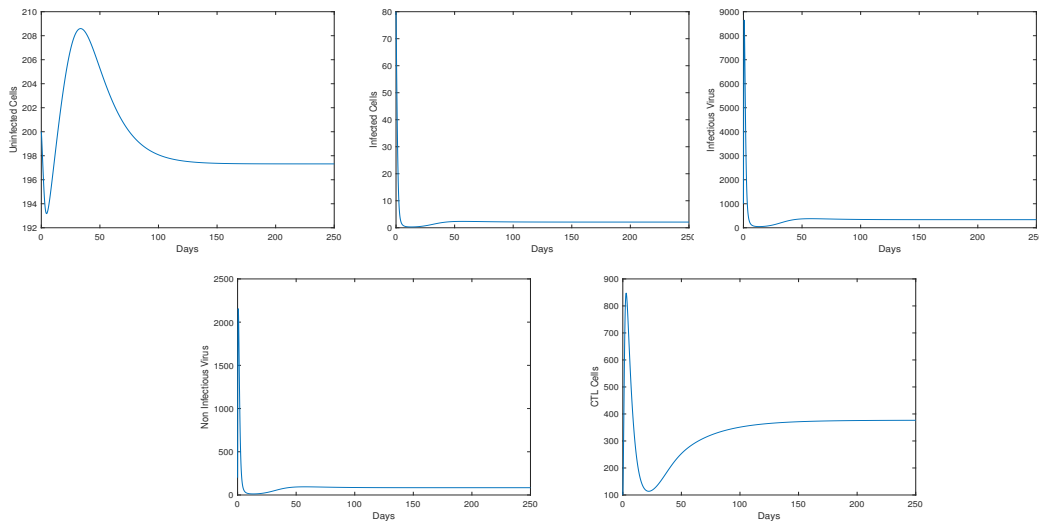 210
208
206
204
202
200
198
196
194
192
Uninfected Cells
0 50 100 150 200 250
Days
80
70
60
50
40
30
20
10
0
Infected Cells
0 50 100 150 200 250
Days
9000
8000
7000
6000
5000
4000
3000
2000
1000
0
Infectious Virus
0 50 100 150 200 250
Days
2500
2000
1500
1000
500
0
Non Infectious Virus
0 50 100 150 200 250
Days
900
800
700
600
500
400
300
200
100
CTL Cells
0 50 100 150 200 250
Days